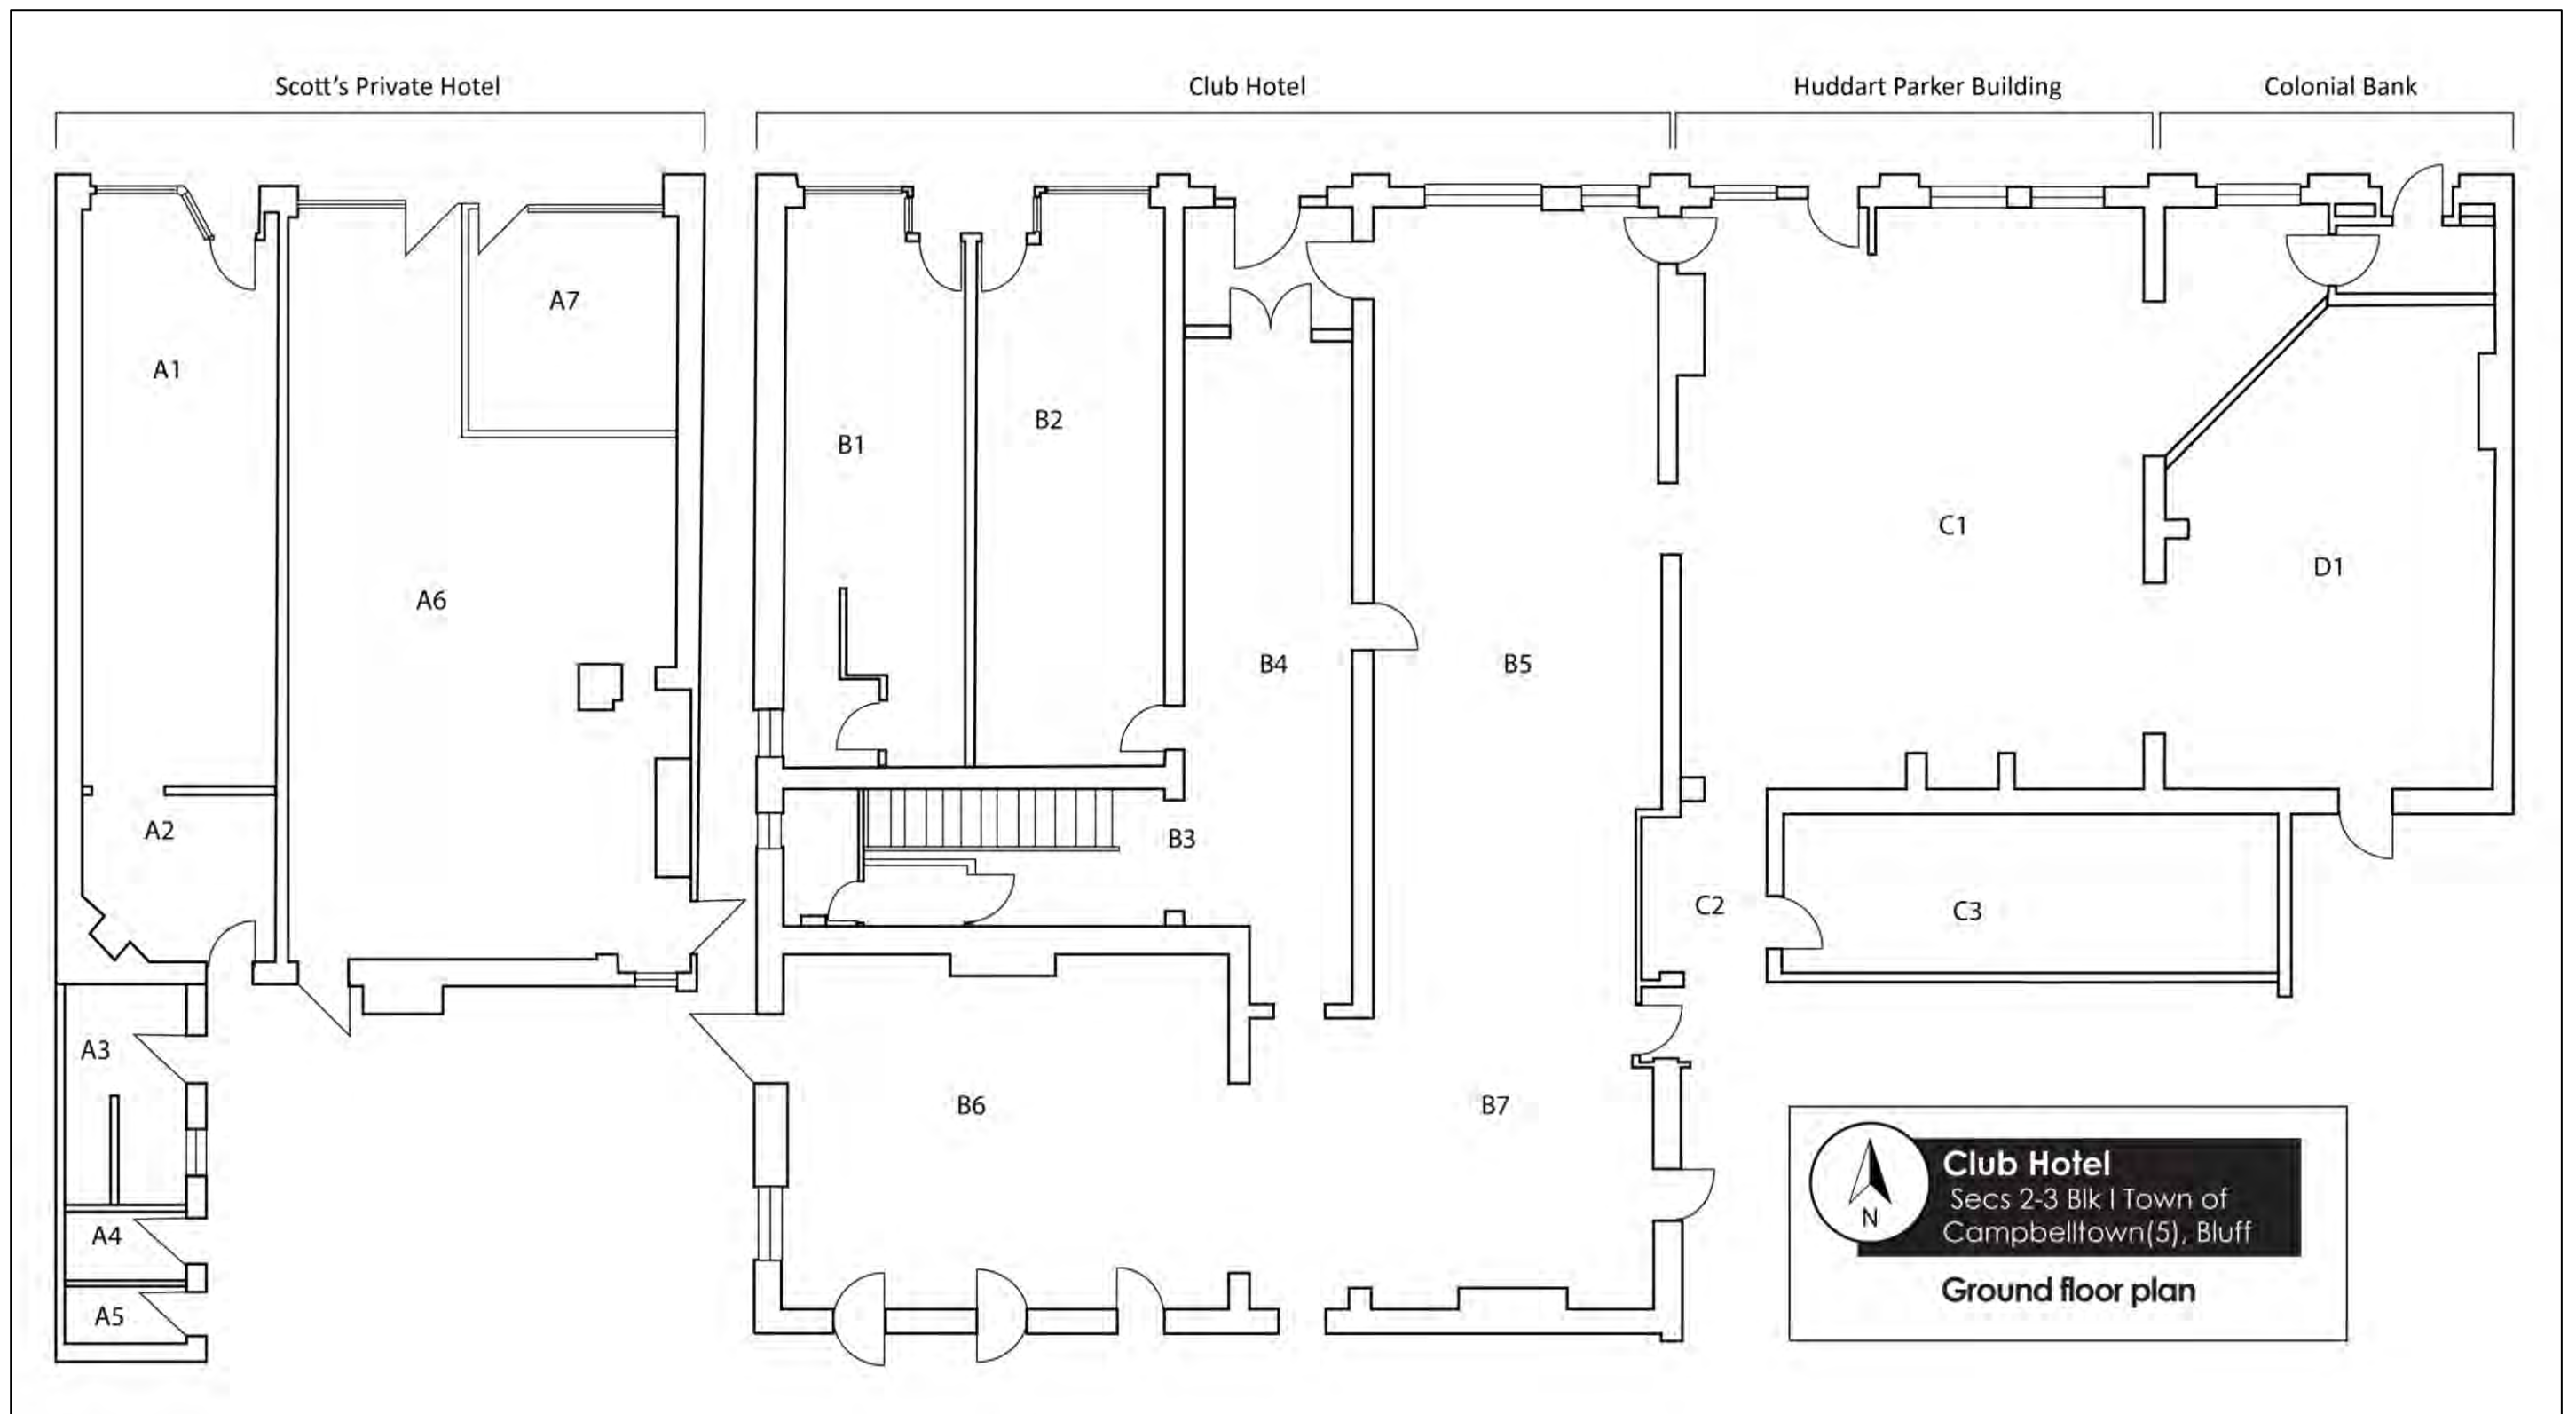 Scott's Private Hotel
Club Hotel
Huddart Parker Building
Colonial Bank
A7
A1
B2
B1
C1
D1
A6
B4
B5
A2
B3
C2
C3
A3
B6
B7
A4
A5
N
Club Hotel
Secs 2-3 Blk I Town of
Campbelltown(5), Bluff
Ground floor plan